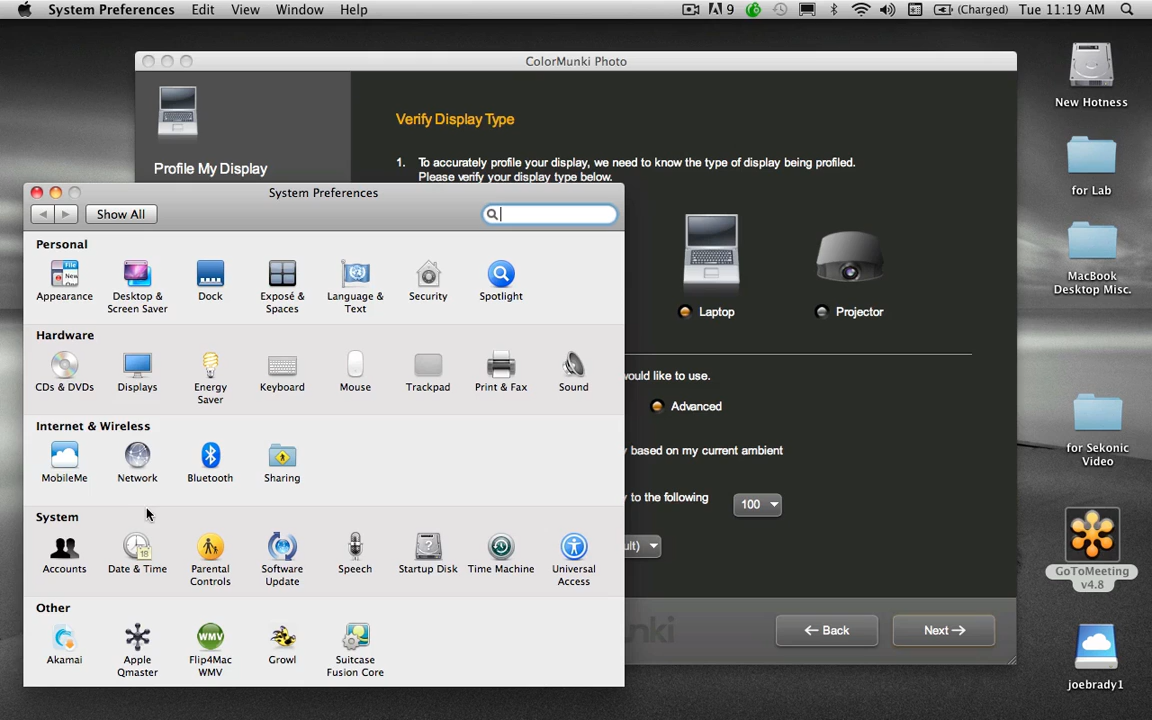 System Preferences Edit View Window Help
9
(Charged) Tue 11:19 AM
ColorMunki Photo
Profile My Display
Verify Display Type
1. To accurately profile your display, we need to know the type of display being profiled.
Please verify your display type below.
Laptop
Projector
would like to use.
Advanced
based on my current ambient
to the following
100
ult)
Back
Next
nki
System Preferences
Show All
Personal
Appearance
Desktop &
Screen Saver
Dock
Exposé &
Spaces
Language &
Text
Security
Spotlight
Hardware
CDs & DVDs
Displays
Energy
Saver
Keyboard
Mouse
Trackpad
Print & Fax
Sound
Internet & Wireless
MobileMe
Network
Bluetooth
Sharing
System
Accounts
18
Date & Time
Parental
Controls
Software
Update
Speech
Startup Disk
Time Machine
Universal
Access
Other
Akamai
Apple
Qmaster
WMV
Flip4Mac
WMV
Growl
Suitcase
Fusion Core
New Hotness
for Lab
MacBook
Desktop Misc.
for Sekonic
Video
GoToMeeting
v4.8
joebrady1